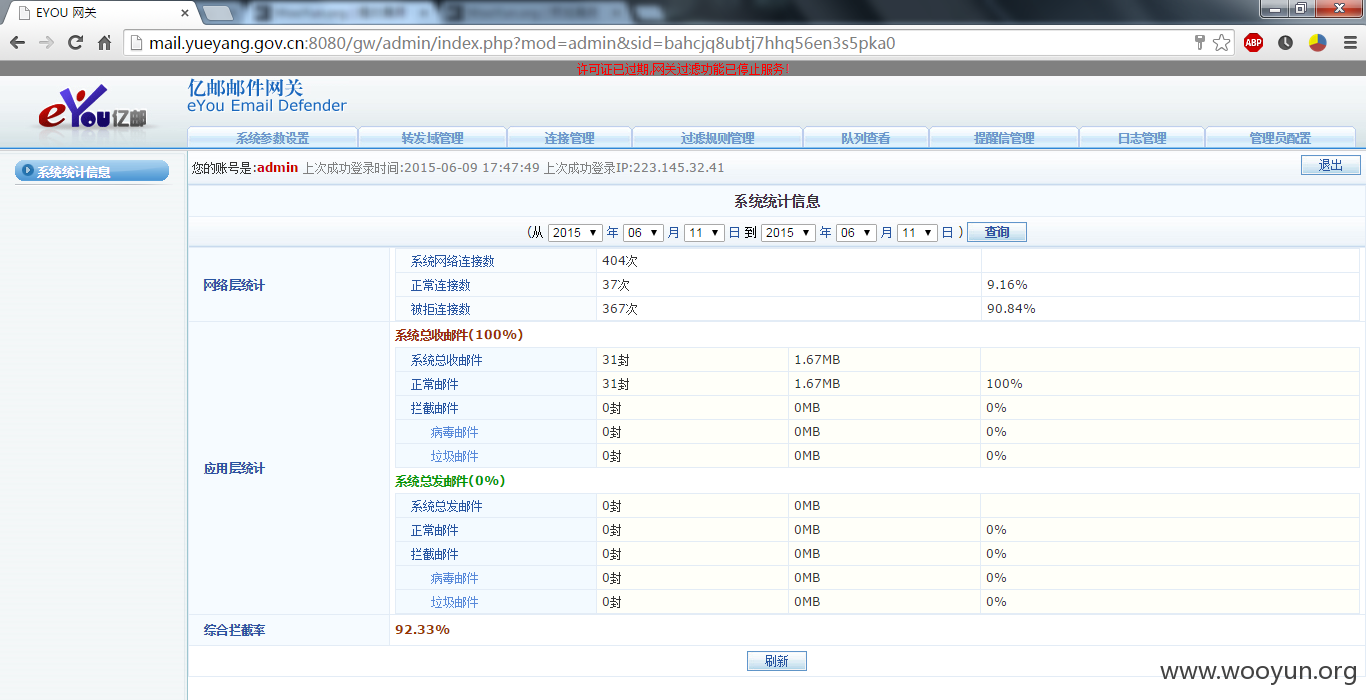 EYOU 网关
mail.yueyang.gov.cn:8080/gw/admin/index.php?mod=admin&sid=bahcjq8ubtj7hhq56en3s5pka0
ABP
许可证已过期,网关过滤功能已停止服务!
eYou亿邮
亿邮邮件网关
eYou Email Defender
系统参数设置 转发域管理 连接管理 过滤规则管理 队列查看 提醒信管理 日志管理 管理员配置
系统统计信息
您的账号是:admin 上次成功登录时间:2015-06-09 17:47:49 上次成功登录IP:223.145.32.41
退出
系统统计信息
(从 2015 年 06 月 11 日 到 2015 年 06 月 11 日 ) 查询
网络层统计
系统网络连接数 404次
正常连接数 37次 9.16%
被拒连接数 367次 90.84%
应用层统计
系统总收邮件(100%)
系统总收邮件 31封 1.67MB
正常邮件 31封 1.67MB 100%
拦截邮件 0封 0MB 0%
病毒邮件 0封 0MB 0%
垃圾邮件 0封 0MB 0%
系统总发邮件(0%)
系统总发邮件 0封 0MB
正常邮件 0封 0MB 0%
拦截邮件 0封 0MB 0%
病毒邮件 0封 0MB 0%
垃圾邮件 0封 0MB 0%
综合拦截率 92.33%
刷新
www.wooyun.org